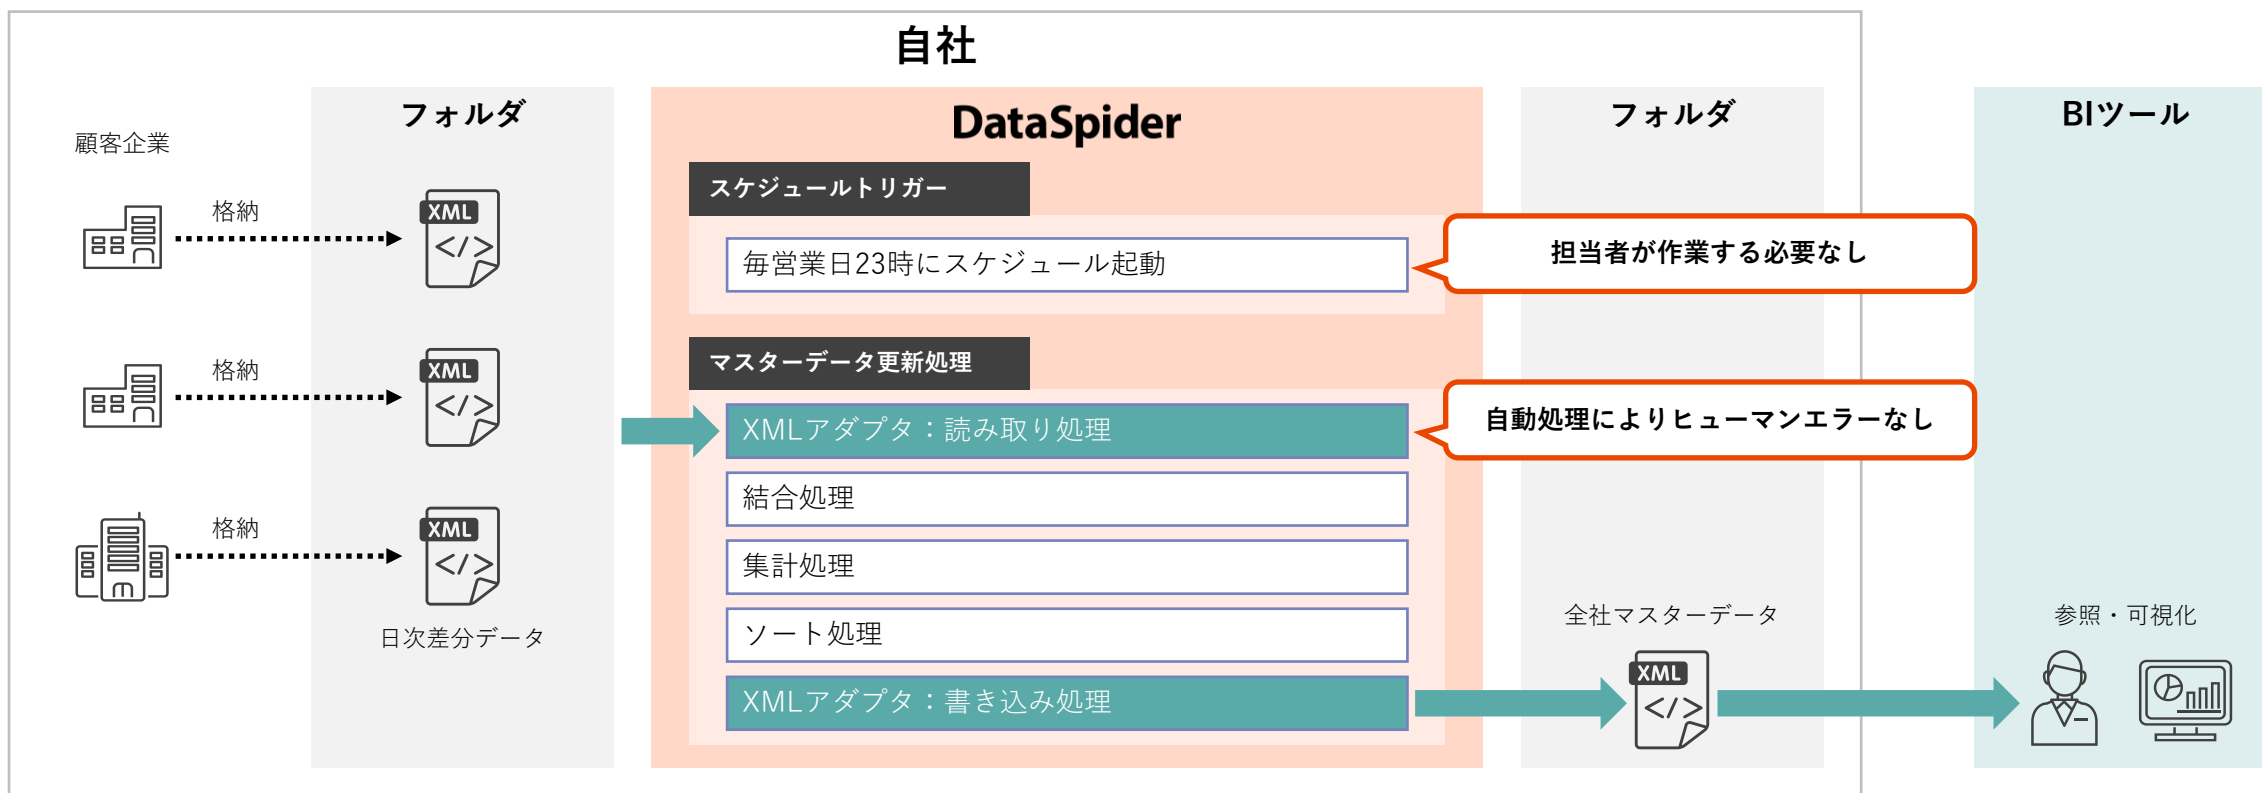 自社
顧客企業
フォルダ
格納
XML
</>
格納
XML
</>
格納
XML
</>
日次差分データ
DataSpider
スケジュールトリガー
毎営業日23時にスケジュール起動
担当者が作業する必要なし
マスターデータ更新処理
XMLアダプタ：読み取り処理
自動処理によりヒューマンエラーなし
結合処理
集計処理
ソート処理
XMLアダプタ：書き込み処理
フォルダ
全社マスターデータ
XML
</>
BIツール
参照・可視化